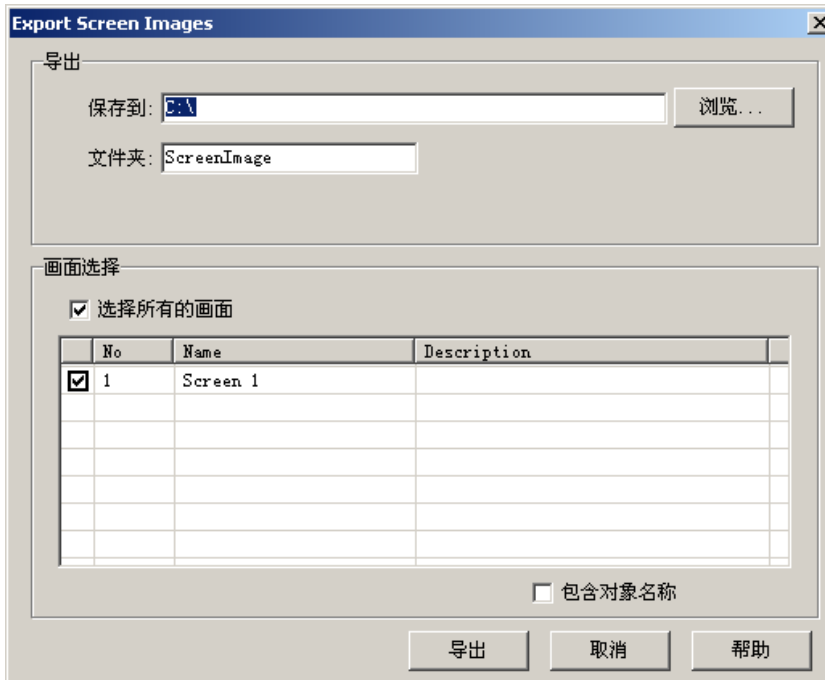 Export Screen Images
导出
保存到: C:\ 浏览...
文件夹: ScreenImage
画面选择
选择所有的画面
No Name Description
1 Screen 1
包含对象名称
导出 取消 帮助